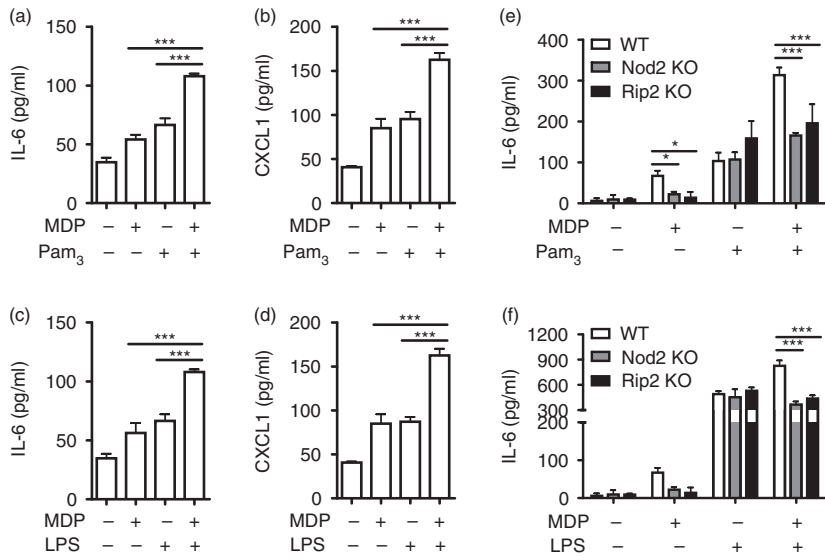 (a)
150
***
***
100
IL-6 (pg/ml)
50
0
MDP – + – +
Pam3 – – + +
(b)
200
***
***
150
CXCL1 (pg/ml)
100
50
0
MDP – + – +
Pam3 – – + +
(e)
400
WT
Nod2 KO
Rip2 KO
***
***
300
IL-6 (pg/ml)
200
* 
*
100
0
MDP – + – +
Pam3 – – + +
(c)
150
***
***
100
IL-6 (pg/ml)
50
0
MDP – + – +
LPS – – + +
(d)
200
***
***
150
CXCL1 (pg/ml)
100
50
0
MDP – + – +
LPS – – + +
(f)
1200
WT
Nod2 KO
Rip2 KO
***
***
900
600
300
IL-6 (pg/ml)
200
100
0
MDP – + – +
LPS – – + +